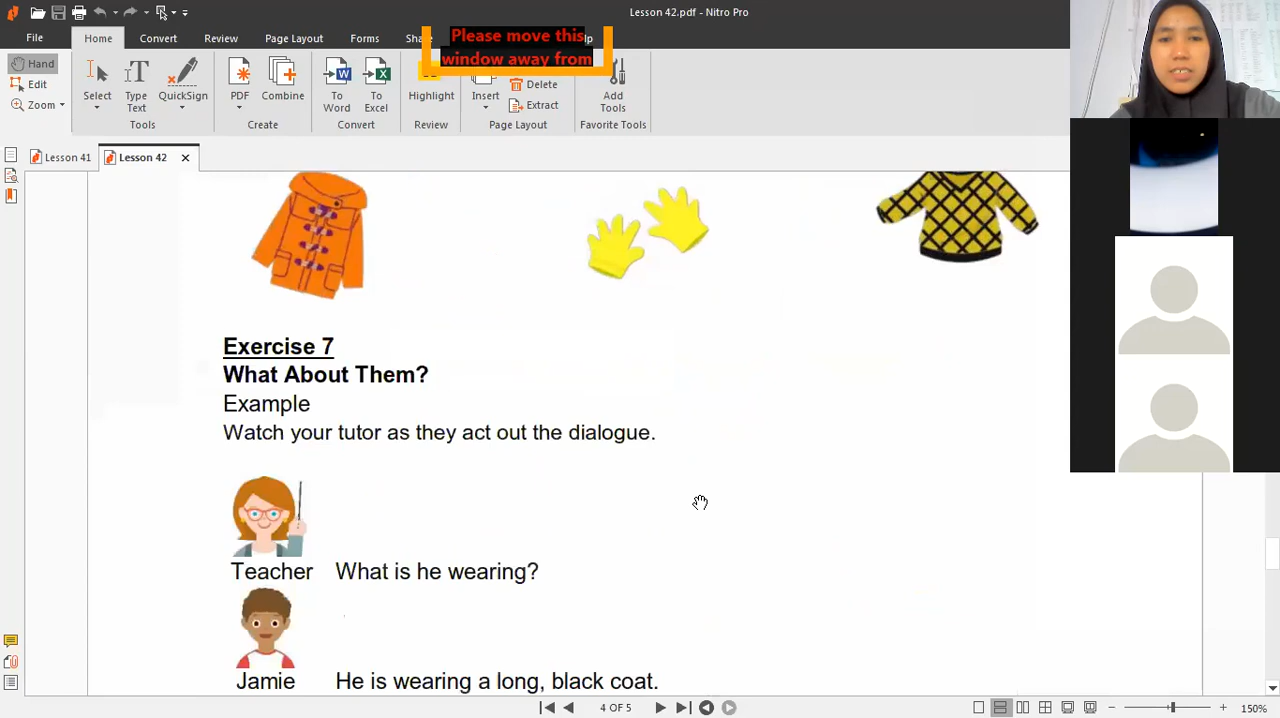 Lesson 42.pdf - Nitro Pro
File Home Convert Review Page Layout Forms Share
Please move this
window away from
Hand
Edit
Zoom
Select
Type
Text
QuickSign
PDF
Combine
To
Word
To
Excel
Highlight
Insert
Delete
Extract
Add
Tools
Tools Create Convert Review Page Layout Favorite Tools
Lesson 41 Lesson 42
Exercise 7
What About Them?
Example
Watch your tutor as they act out the dialogue.
Teacher What is he wearing?
Jamie He is wearing a long, black coat.
4 OF 5
150%